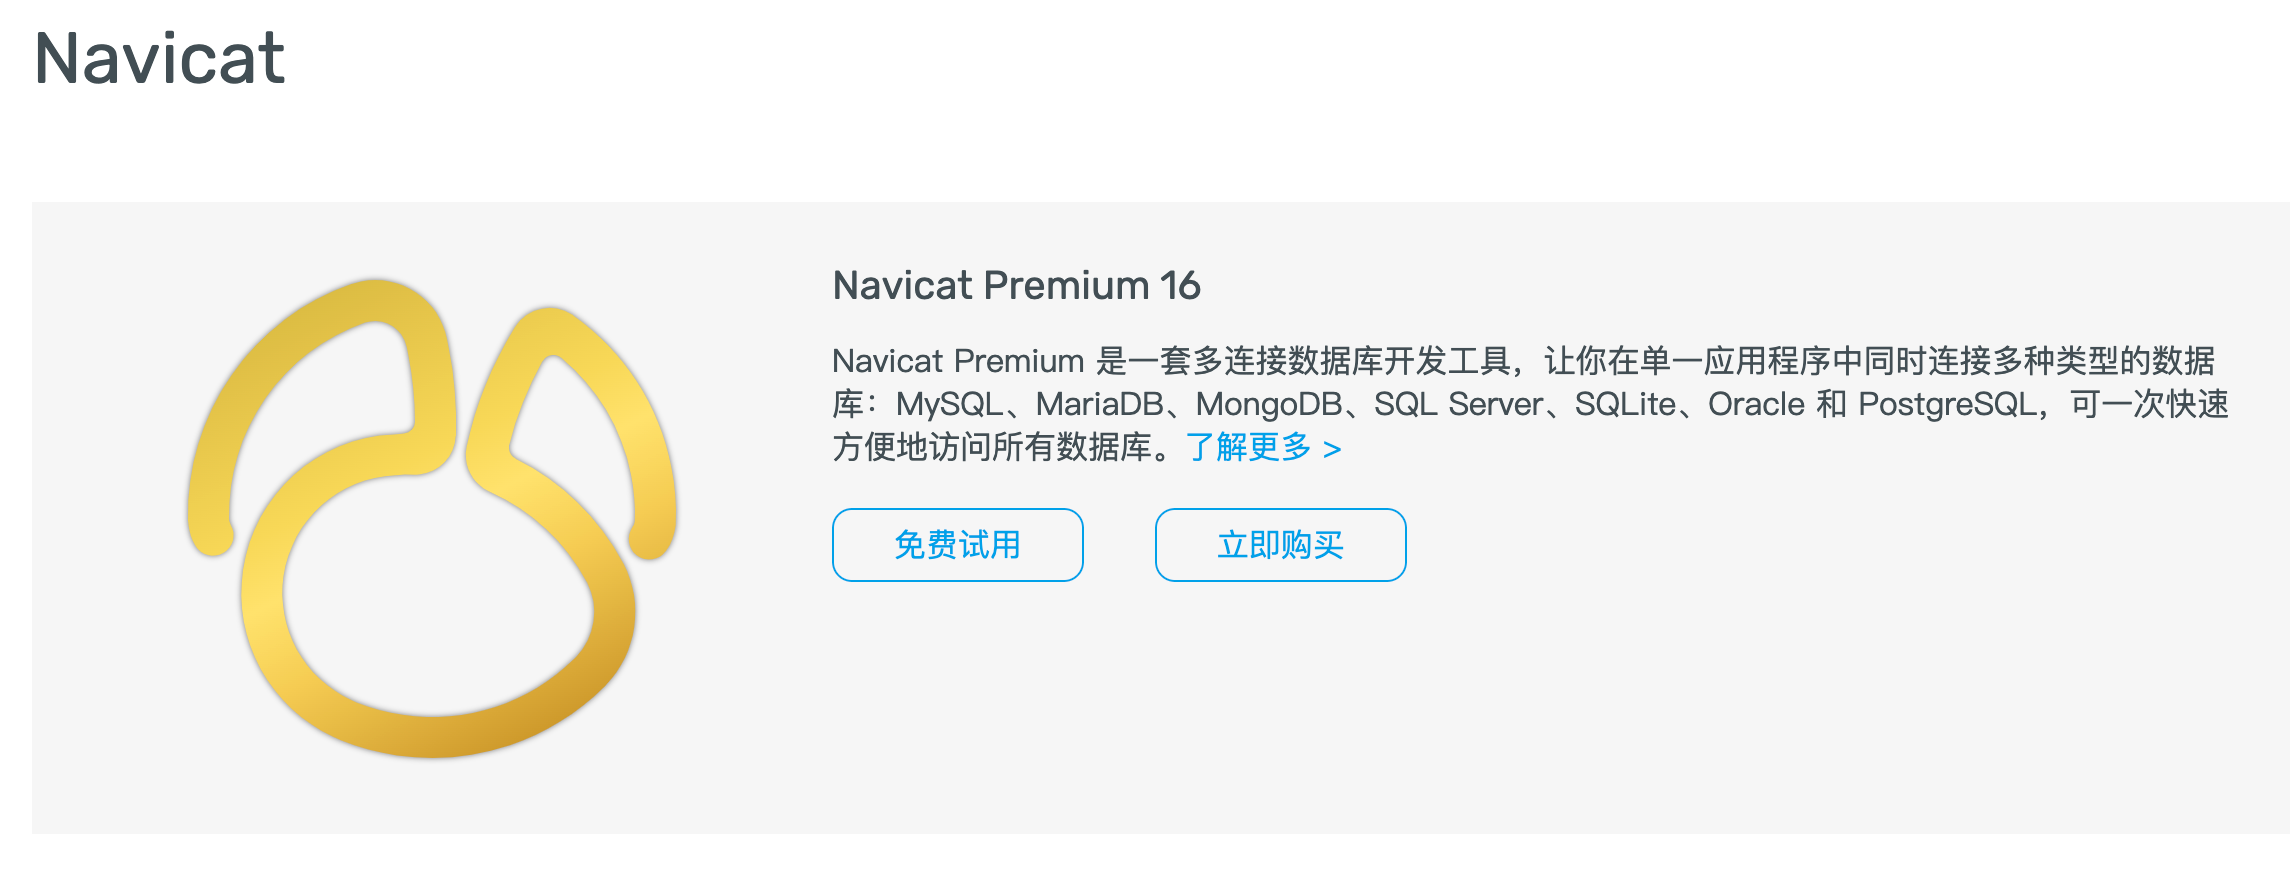 Navicat
Navicat Premium 16
Navicat Premium 是一套多连接数据库开发工具，让你在单一应用程序中同时连接多种类型的数据
库：MySQL、MariaDB、MongoDB、SQL Server、SQLite、Oracle 和 PostgreSQL，可一次快速
方便地访问所有数据库。了解更多 >
免费试用 立即购买